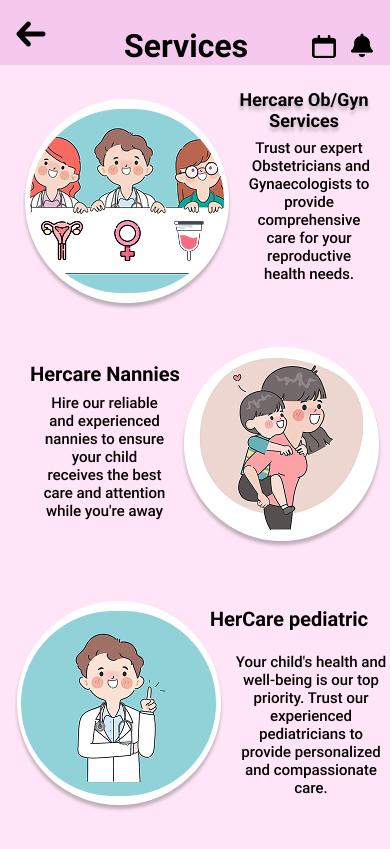 Services
Hercare Ob/Gyn
Services
Trust our expert
Obstetricians and
Gynaecologists to
provide
comprehensive
care for your
reproductive
health needs.
Hercare Nannies
Hire our reliable
and experienced
nannies to ensure
your child
receives the best
care and attention
while you're away
HerCare pediatric
Your child's health and
well-being is our top
priority. Trust our
experienced
pediatricians to
provide personalized
and compassionate
care.